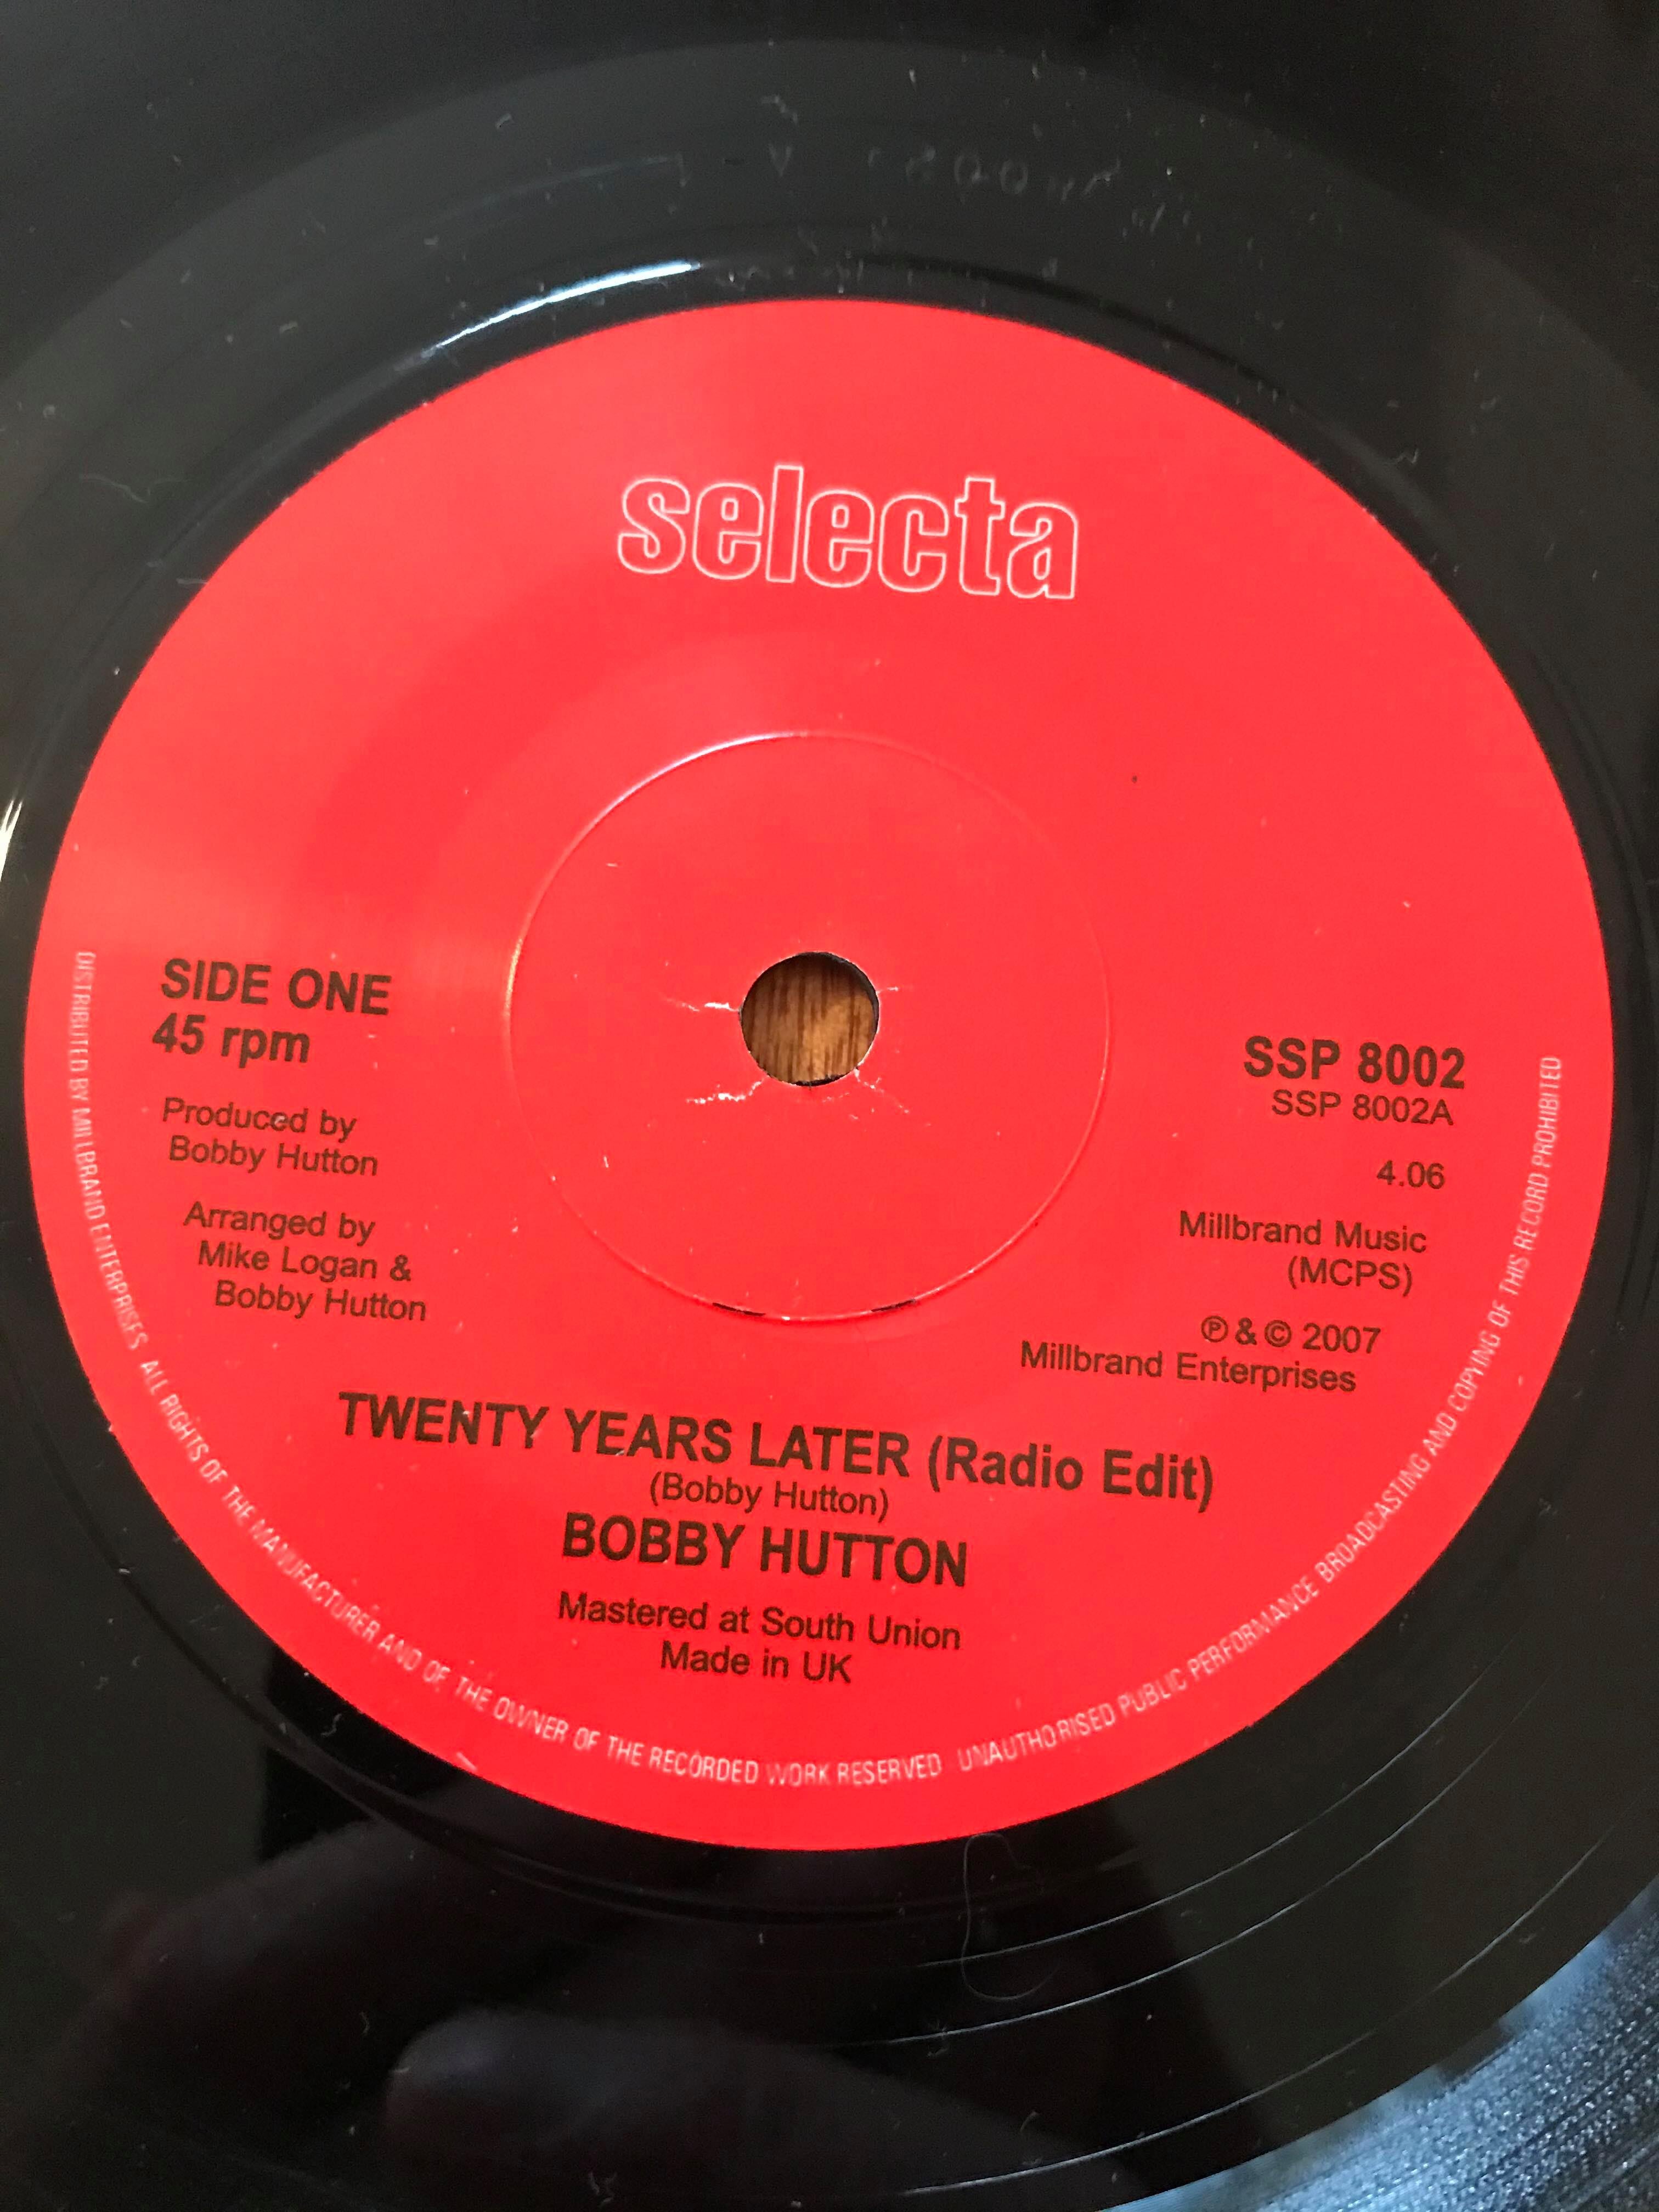 selecta
SIDE ONE
45 rpm
Produced by
Bobby Hutton
Arranged by
Mike Logan &
Bobby Hutton
SSP 8002
SSP 8002A
4.06
Millbrand Music
(MCPS)
℗ & © 2007
Millbrand Enterprises
TWENTY YEARS LATER (Radio Edit)
(Bobby Hutton)
BOBBY HUTTON
Mastered at South Union
Made in UK
DISTRIBUTED BY MILLBRAND ENTERPRISES ALL RIGHTS OF THE MANUFACTURER AND OF THE OWNER OF THE RECORDED WORK RESERVED UNAUTHORISED PUBLIC PERFORMANCE BROADCASTING AND COPYING OF THIS RECORD PROHIBITED